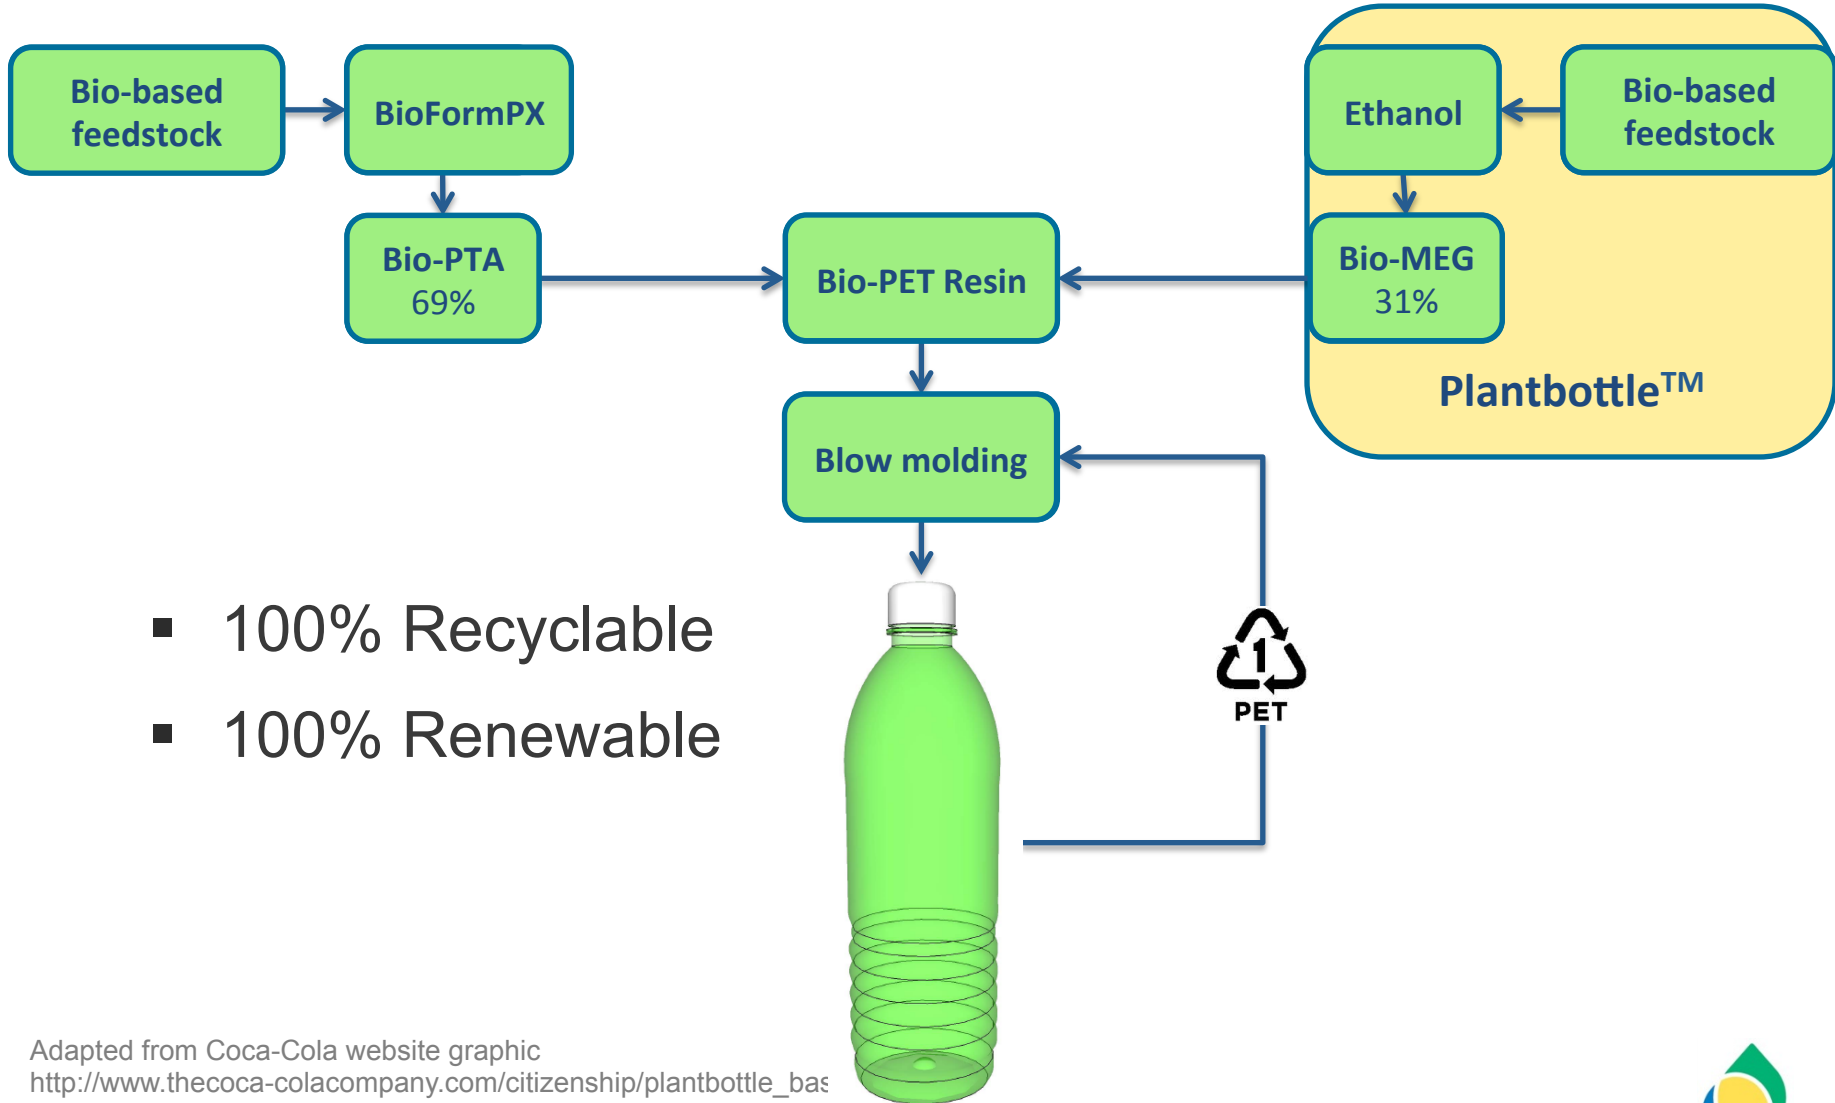 Bio-based
feedstock
BioFormPX
Ethanol
Bio-based
feedstock
Bio-PTA
69%
Bio-PET Resin
Bio-MEG
31%
Plantbottle™
Blow molding
▪ 100% Recyclable
▪ 100% Renewable
1
PET
Adapted from Coca-Cola website graphic
http://www.thecoca-colacompany.com/citizenship/plantbottle_bas